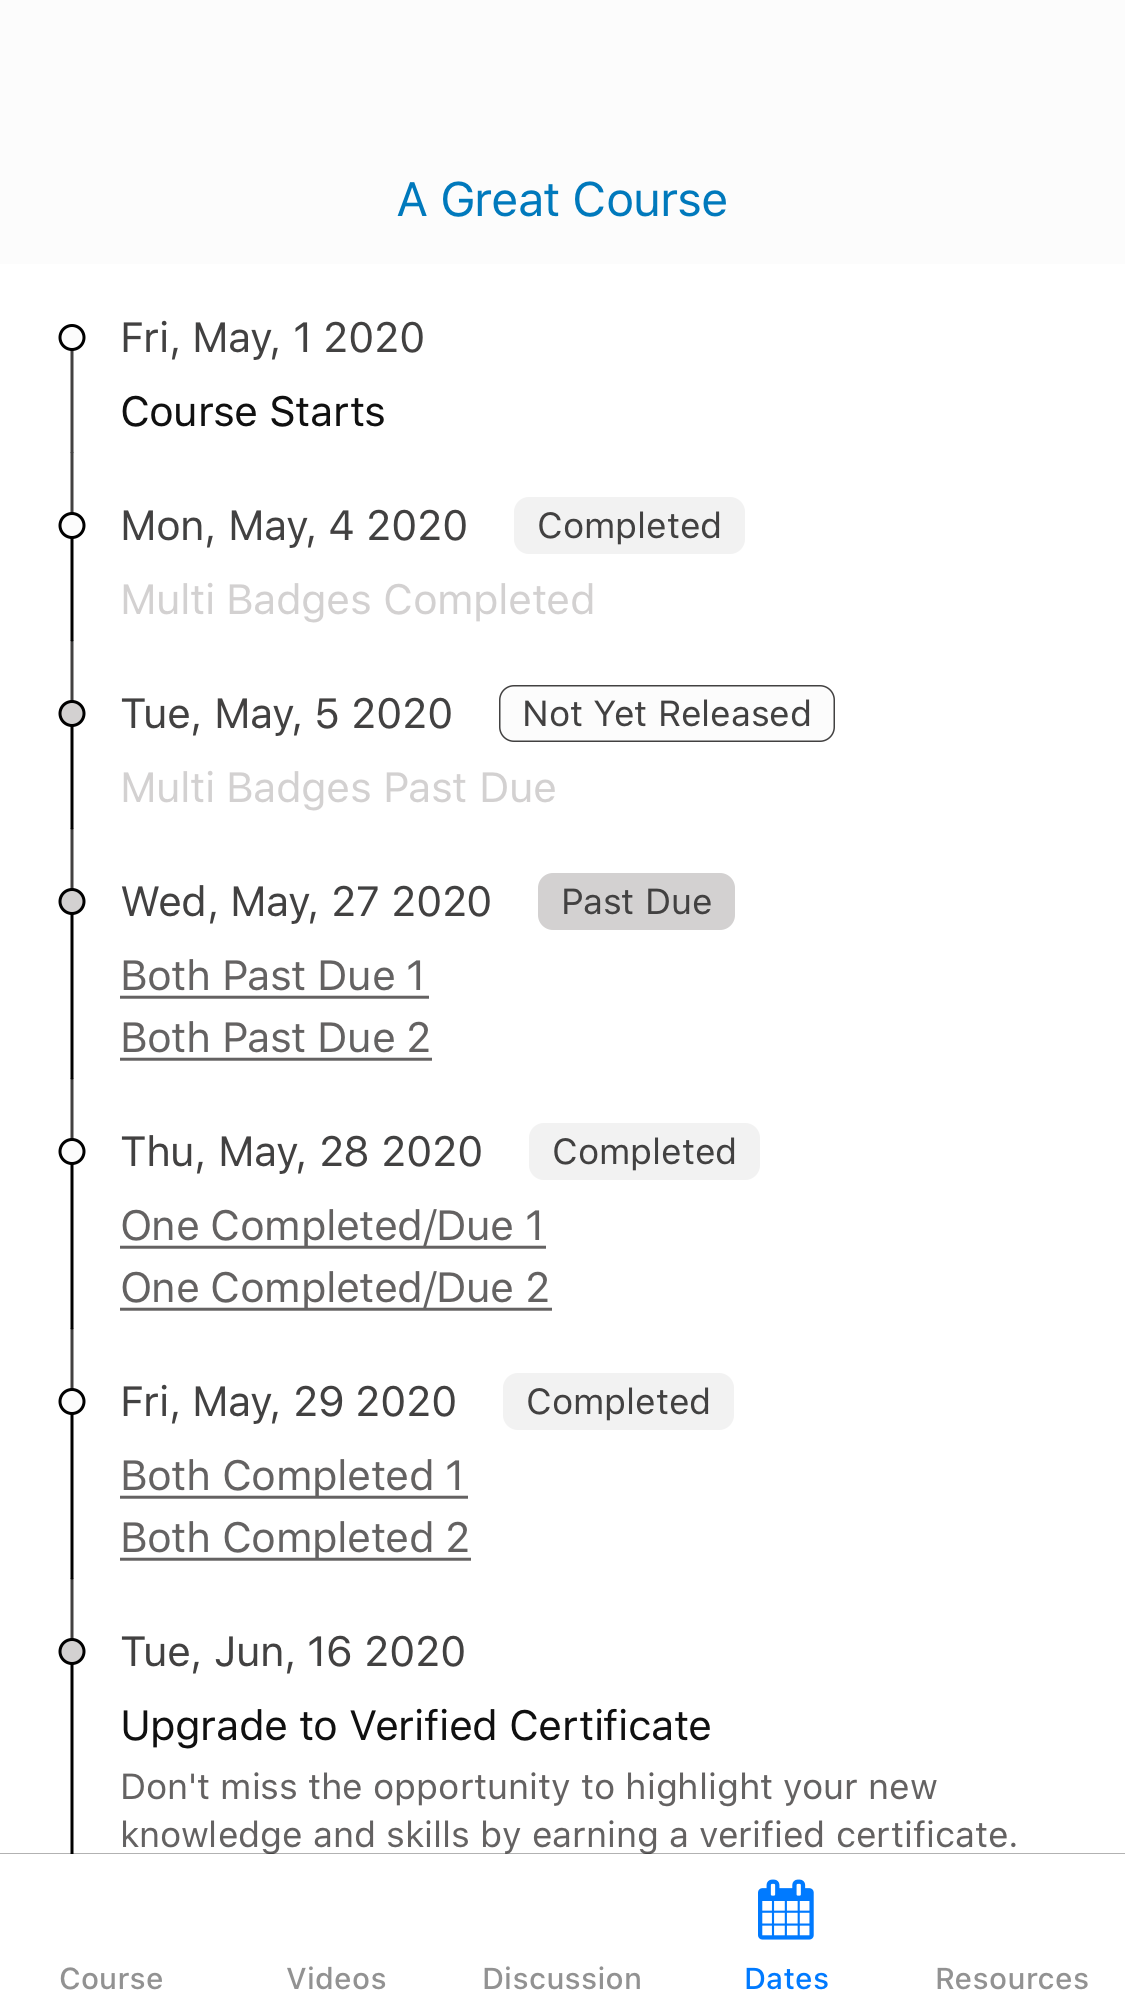 A Great Course
Fri, May, 1 2020
Course Starts
Mon, May, 4 2020 Completed
Multi Badges Completed
Tue, May, 5 2020 Not Yet Released
Multi Badges Past Due
Wed, May, 27 2020 Past Due
Both Past Due 1
Both Past Due 2
Thu, May, 28 2020 Completed
One Completed/Due 1
One Completed/Due 2
Fri, May, 29 2020 Completed
Both Completed 1
Both Completed 2
Tue, Jun, 16 2020
Upgrade to Verified Certificate
Don't miss the opportunity to highlight your new
knowledge and skills by earning a verified certificate.
Course Videos Discussion Dates Resources